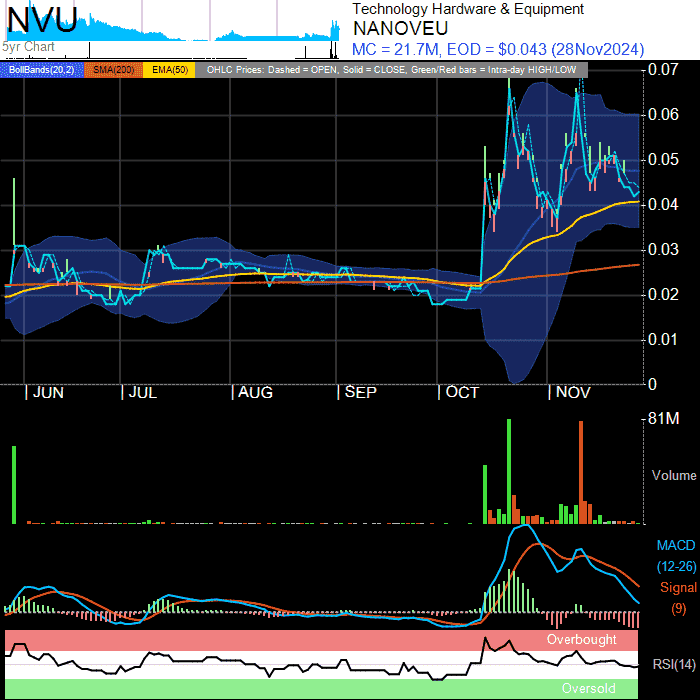 NVU
5yr Chart
Technology Hardware & Equipment
NANOVEU
MC = 21.7M, EOD = $0.043 (28Nov2024)
BollBands(20,2) SMA(200) EMA(50) OHLC Prices: Dashed = OPEN, Solid = CLOSE, Green/Red bars = Intra-day HIGH/LOW
0.07
0.06
0.05
0.04
0.03
0.02
0.01
0
JUN JUL AUG SEP OCT NOV
81M
Volume
MACD
(12-26)
Signal
(9)
Overbought
RSI(14)
Oversold